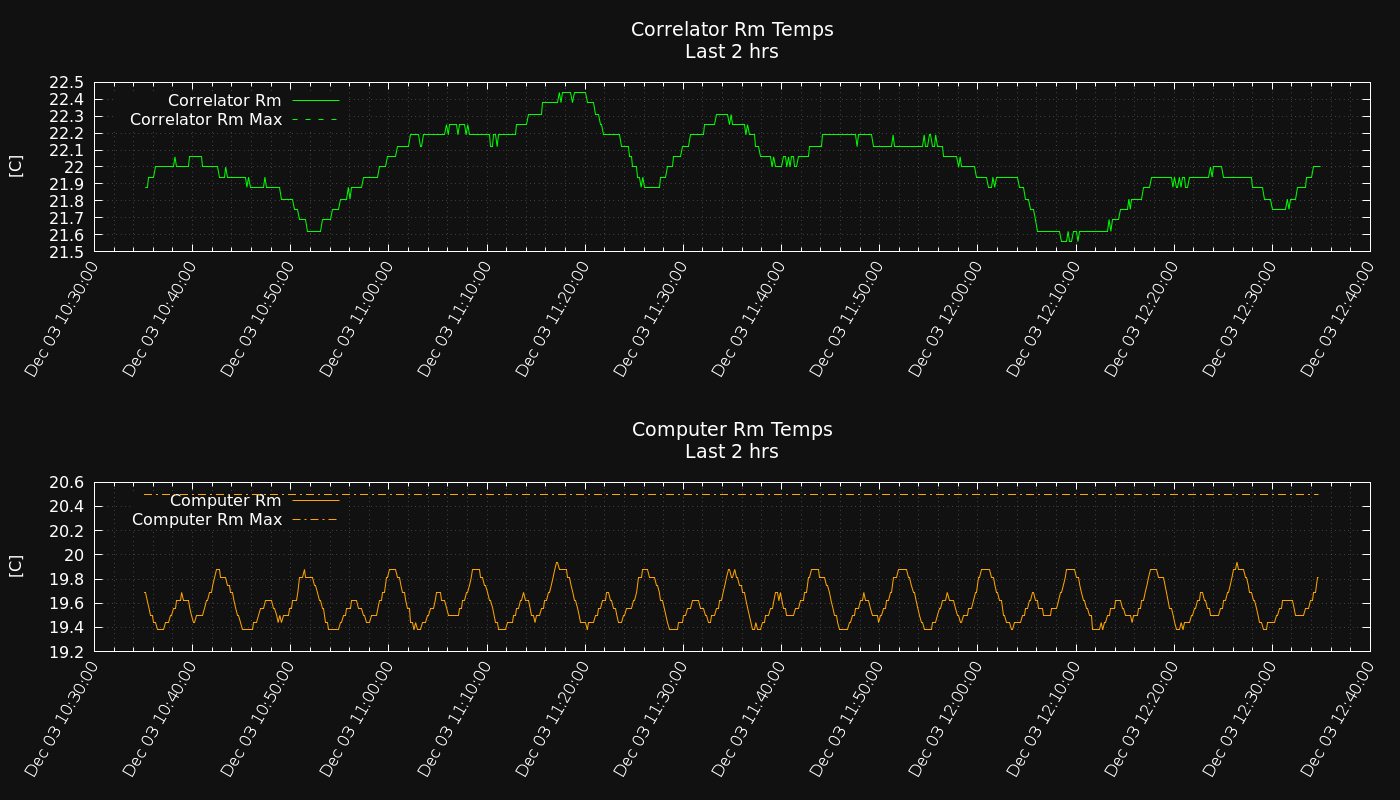 Correlator Rm Temps
Last 2 hrs
22.5
22.4
22.3
22.2
22.1
22
21.9
21.8
21.7
21.6
21.5
[C]
Correlator Rm
Correlator Rm Max
Dec 03 10:30:00
Dec 03 10:40:00
Dec 03 10:50:00
Dec 03 11:00:00
Dec 03 11:10:00
Dec 03 11:20:00
Dec 03 11:30:00
Dec 03 11:40:00
Dec 03 11:50:00
Dec 03 12:00:00
Dec 03 12:10:00
Dec 03 12:20:00
Dec 03 12:30:00
Dec 03 12:40:00
Computer Rm Temps
Last 2 hrs
20.6
20.4
20.2
20
19.8
19.6
19.4
19.2
[C]
Computer Rm
Computer Rm Max
Dec 03 10:30:00
Dec 03 10:40:00
Dec 03 10:50:00
Dec 03 11:00:00
Dec 03 11:10:00
Dec 03 11:20:00
Dec 03 11:30:00
Dec 03 11:40:00
Dec 03 11:50:00
Dec 03 12:00:00
Dec 03 12:10:00
Dec 03 12:20:00
Dec 03 12:30:00
Dec 03 12:40:00